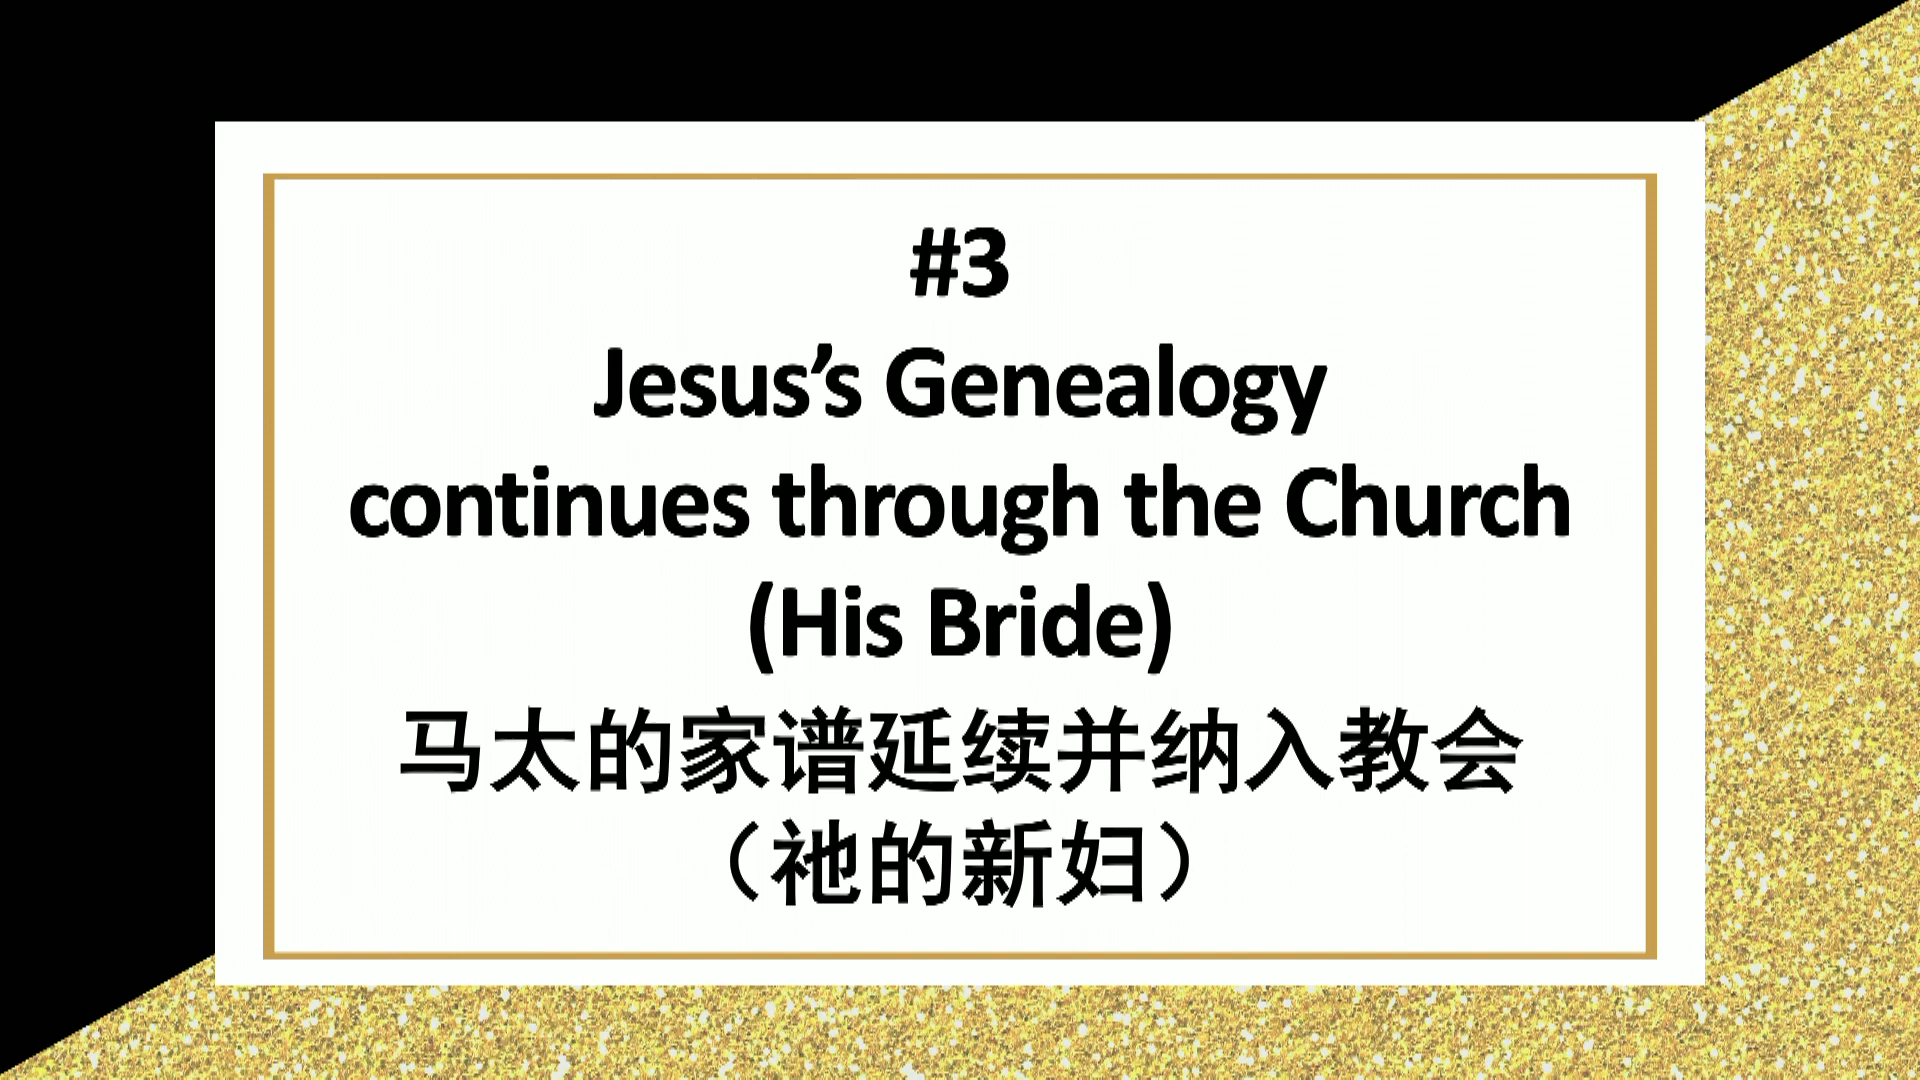 #3
Jesus’s Genealogy
continues through the Church
(His Bride)
马太的家谱延续并纳入教会
（祂的新妇）